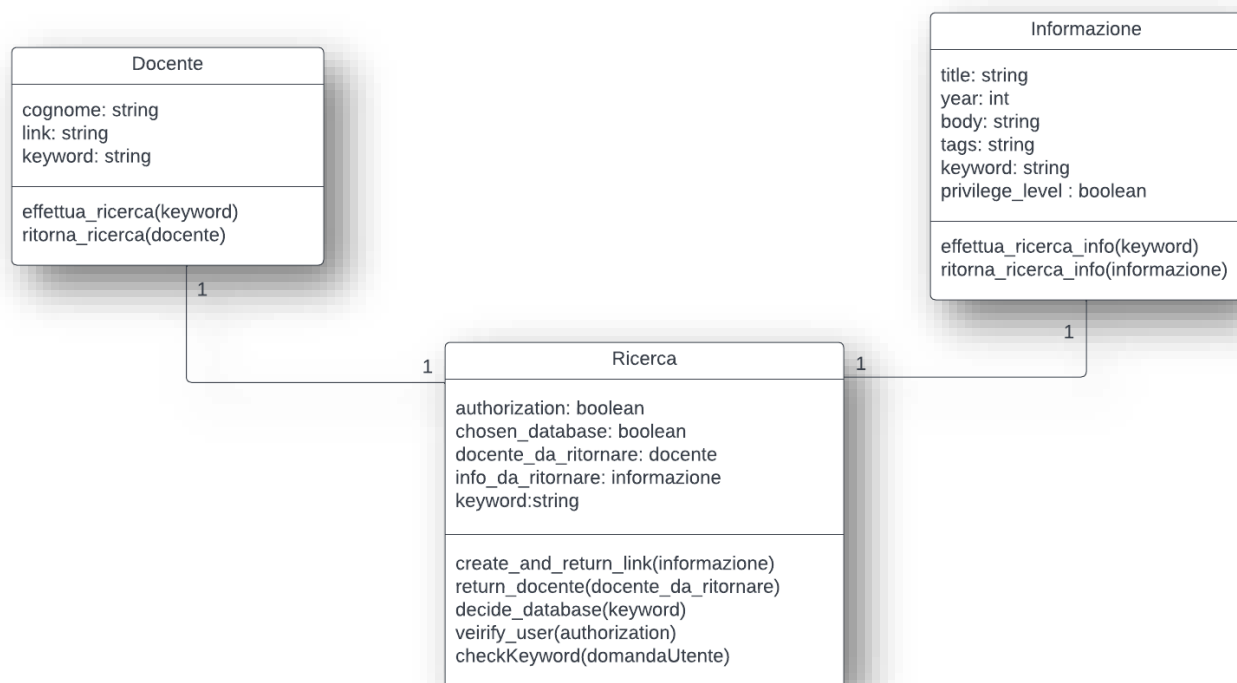 Docente
cognome: string
link: string
keyword: string
effettua_ricerca(keyword)
ritorna_ricerca(docente)
1
Informazione
title: string
year: int
body: string
tags: string
keyword: string
privilege_level : boolean
effettua_ricerca_info(keyword)
ritorna_ricerca_info(informazione)
1
1
1
Ricerca
authorization: boolean
chosen_database: boolean
docente_da_ritornare: docente
info_da_ritornare: informazione
keyword:string
create_and_return_link(informazione)
return_docente(docente_da_ritornare)
decide_database(keyword)
veirify_user(authorization)
checkKeyword(domandaUtente)